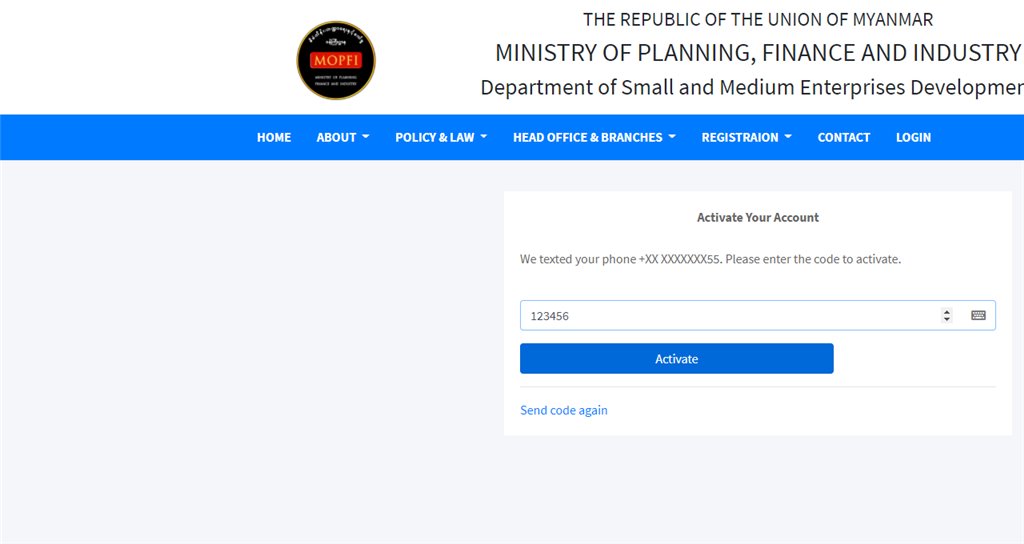 MOPFI
MINISTRY OF PLANNING
FINANCE AND INDUSTRY
THE REPUBLIC OF THE UNION OF MYANMAR
MINISTRY OF PLANNING, FINANCE AND INDUSTRY
Department of Small and Medium Enterprises Developmen
HOME ABOUT POLICY & LAW HEAD OFFICE & BRANCHES REGISTRAION CONTACT LOGIN
Activate Your Account
We texted your phone +XX XXXXXXX55. Please enter the code to activate.
123456
Activate
Send code again